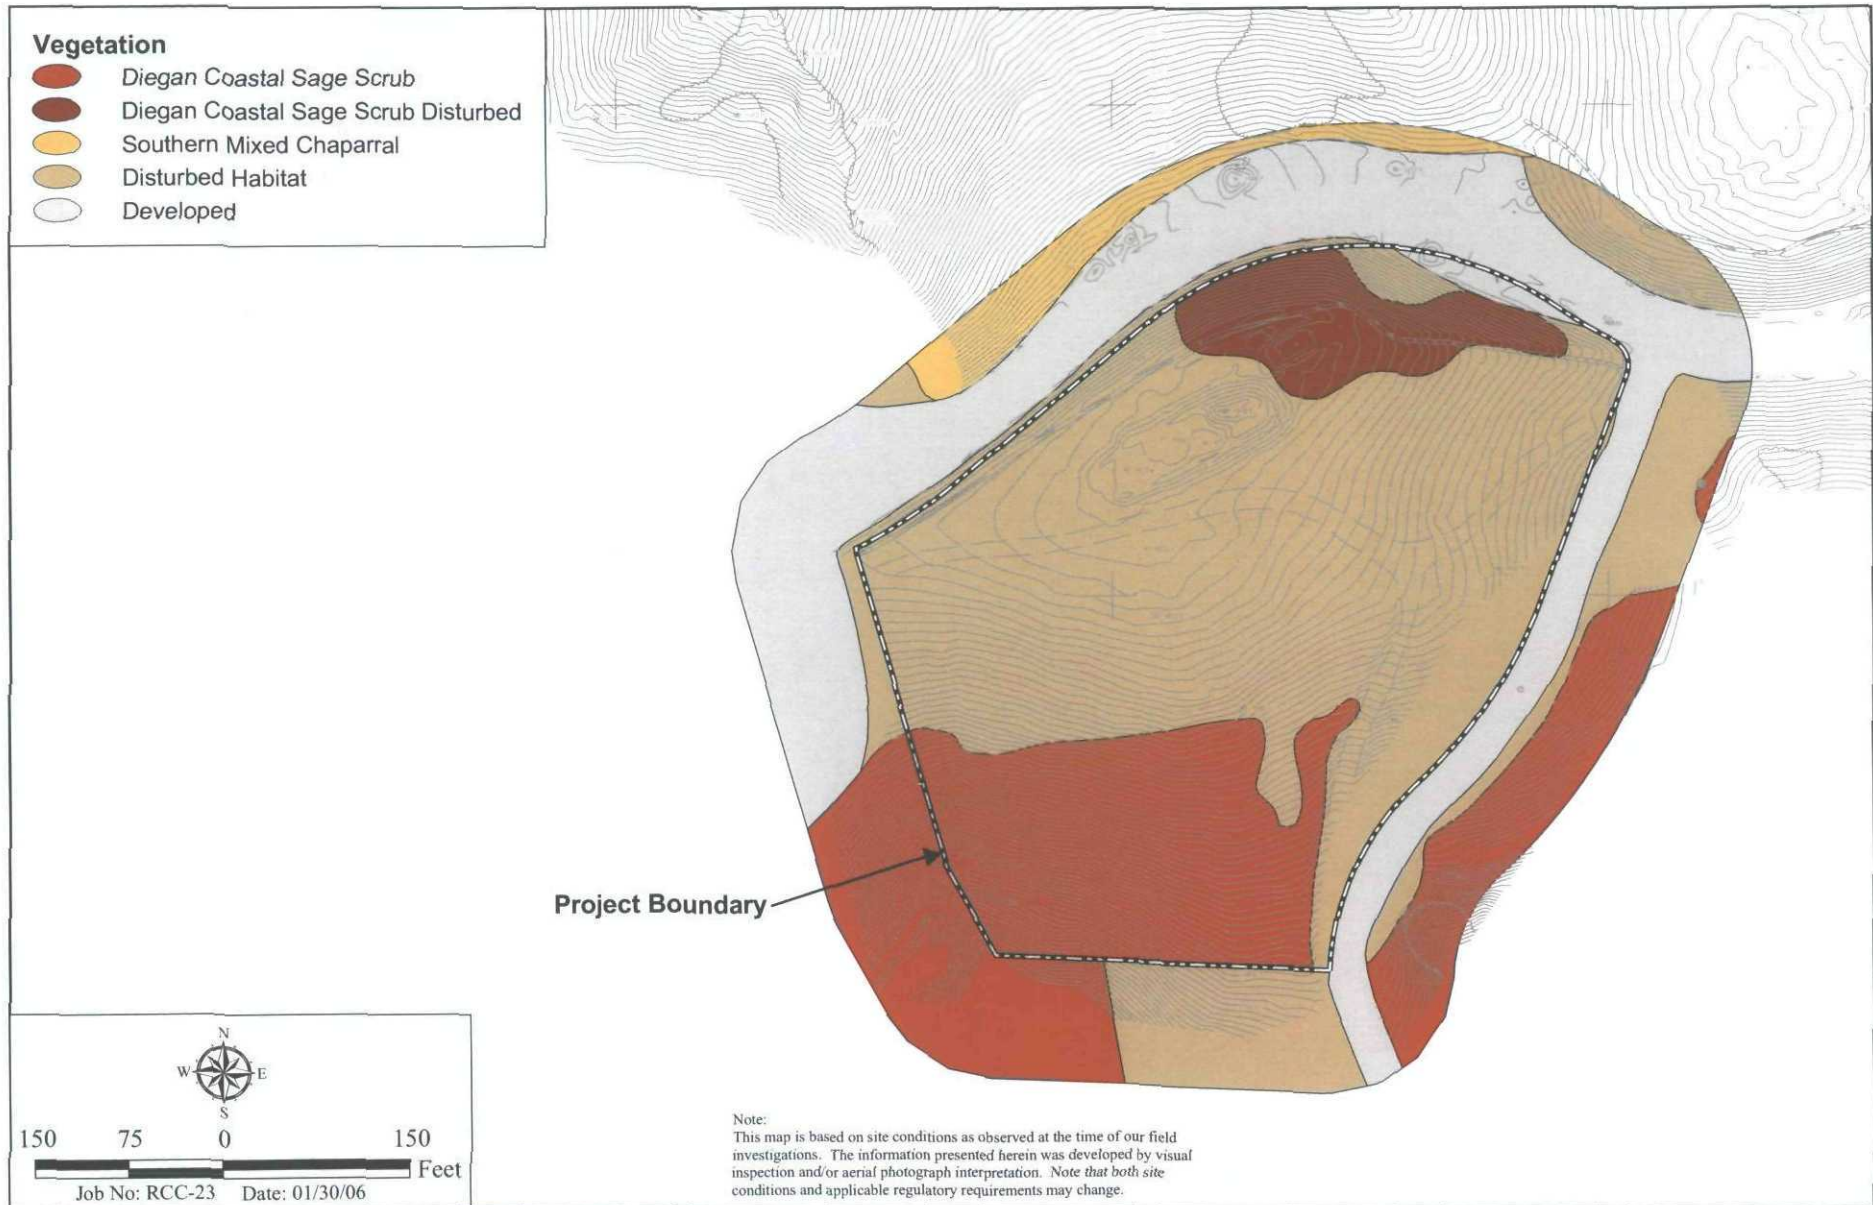 Vegetation
Diegan Coastal Sage Scrub
Diegan Coastal Sage Scrub Disturbed
Southern Mixed Chaparral
Disturbed Habitat
Developed
Project Boundary
N
W E
S
150 75 0 150
Feet
Job No: RCC-23 Date: 01/30/06
Note:
This map is based on site conditions as observed at the time of our field
investigations. The information presented herein was developed by visual
inspection and/or aerial photograph interpretation. Note that both site
conditions and applicable regulatory requirements may change.